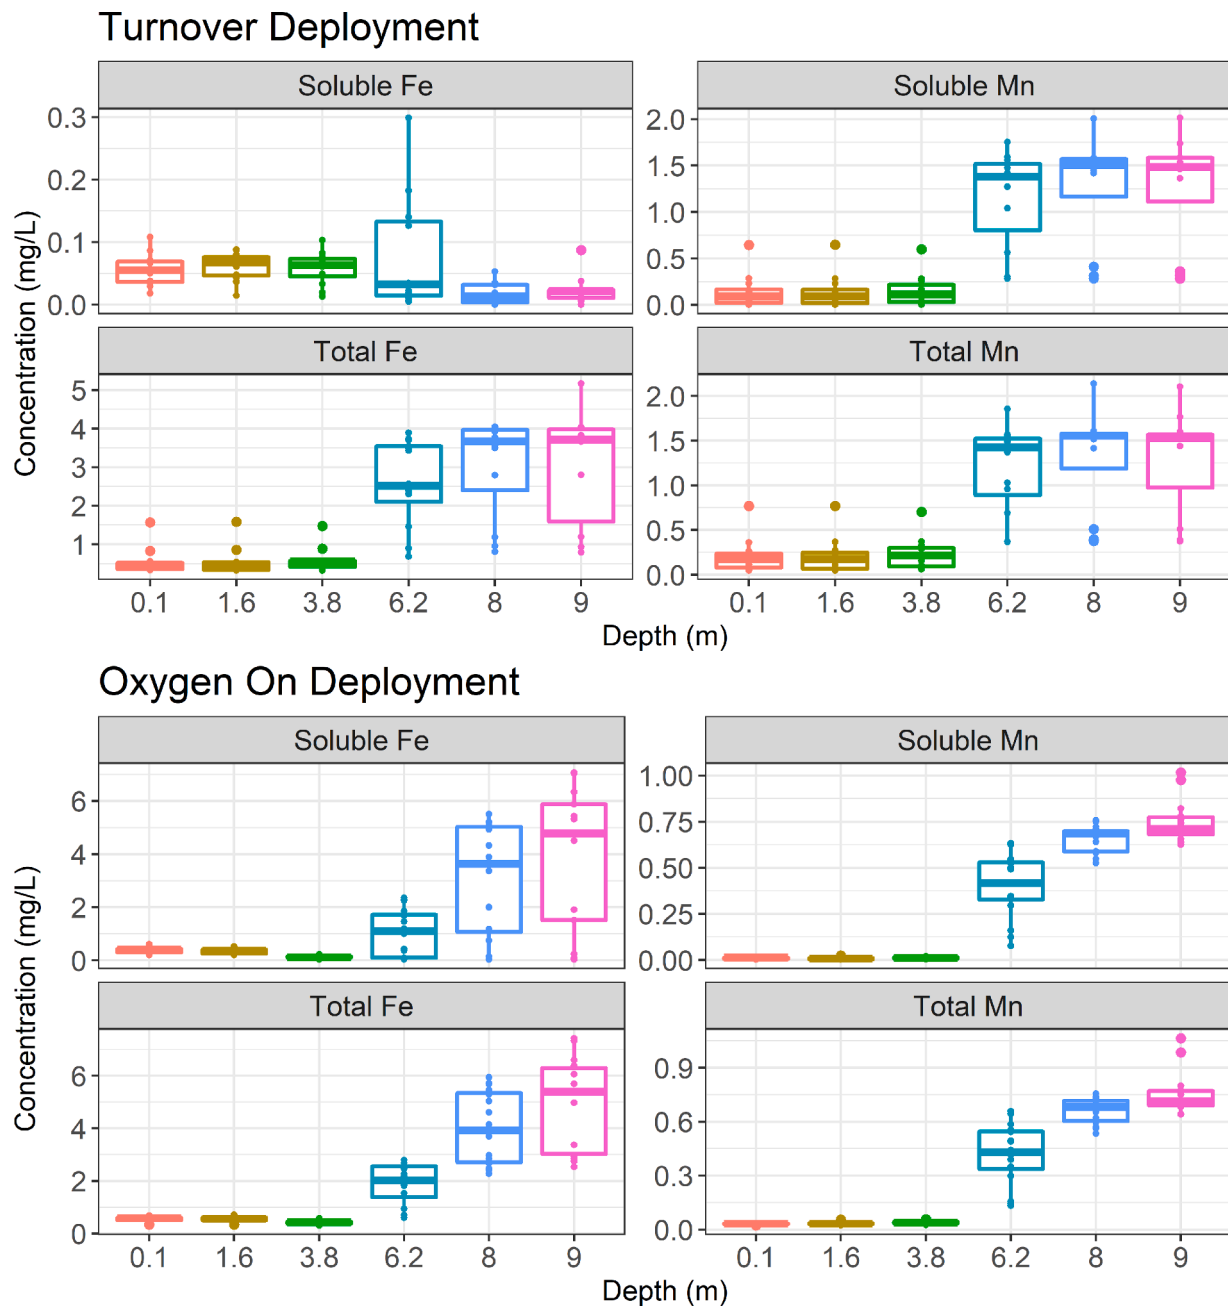 Turnover Deployment
Soluble Fe
Soluble Mn
0.3
0.2
0.1
0.0
2.0
1.5
1.0
0.5
0.0
Total Fe
Total Mn
5
4
3
2
1
2.0
1.5
1.0
0.5
0.0
Concentration (mg/L)
0.1 1.6 3.8 6.2 8 9
0.1 1.6 3.8 6.2 8 9
Depth (m)
Oxygen On Deployment
Soluble Fe
Soluble Mn
6
4
2
0
1.00
0.75
0.50
0.25
0.00
Total Fe
Total Mn
6
4
2
0
0.9
0.6
0.3
0.0
Concentration (mg/L)
0.1 1.6 3.8 6.2 8 9
0.1 1.6 3.8 6.2 8 9
Depth (m)